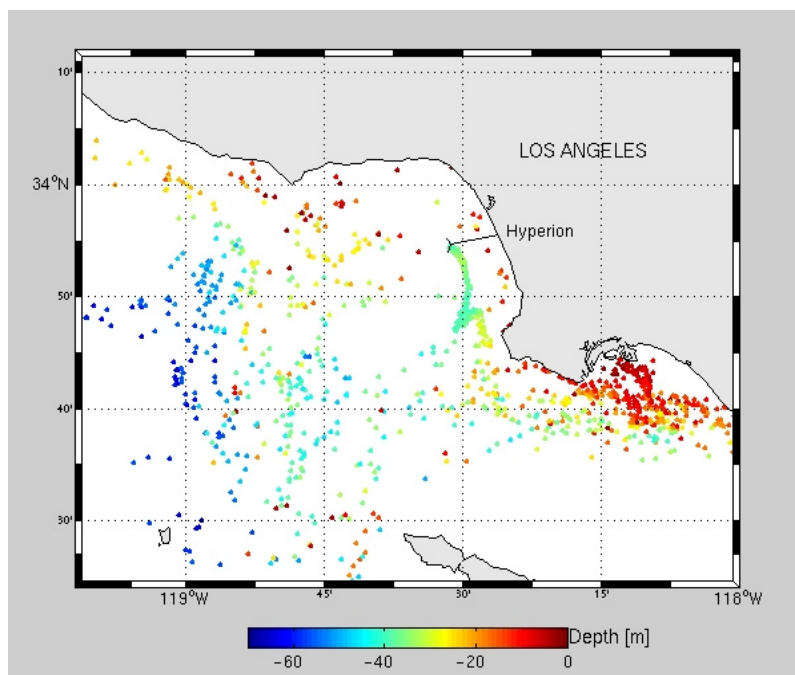 10'
LOS ANGELES
34°N
Hyperion
50'
40'
30'
119°W 45' 30' 15' 118°W
Depth [m]
−60 −40 −20 0